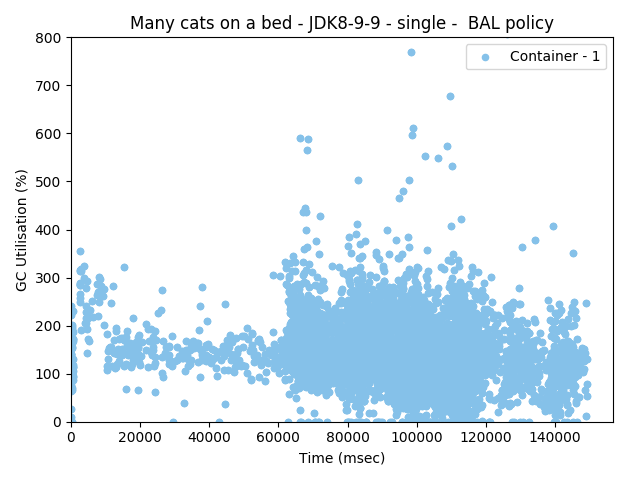 Many cats on a bed - JDK8-9-9 - single -  BAL policy
Container - 1
GC Utilisation (%)
800
700
600
500
400
300
200
100
0
0 20000 40000 60000 80000 100000 120000 140000
Time (msec)